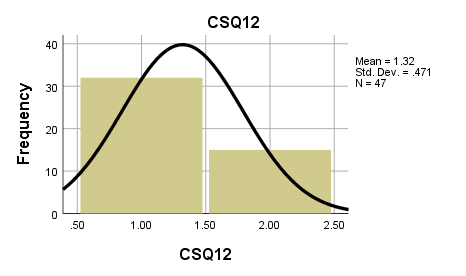 CSQ12
40
30
20
10
0
Frequency
.50 1.00 1.50 2.00 2.50
CSQ12
Mean = 1.32
Std. Dev. = .471
N = 47